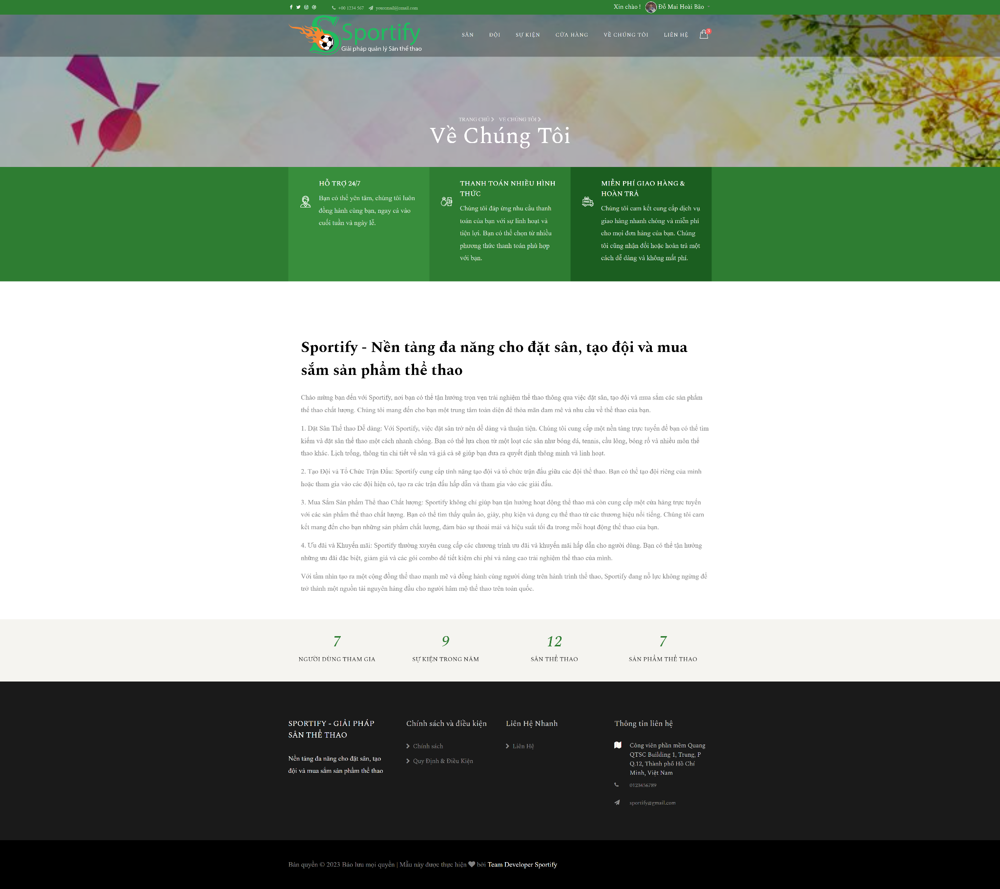 +00 1234 567 youremail@email.com
Xin chào ! Đỗ Mai Hoài Bão
Sportify
Giải pháp quản lý Sân thể thao
SÂN ĐỘI SỰ KIỆN CỬA HÀNG VỀ CHÚNG TÔI LIÊN HỆ 3
TRANG CHỦ VỀ CHÚNG TÔI
Về Chúng Tôi
HỖ TRỢ 24/7
Bạn có thể yên tâm, chúng tôi luôn
đồng hành cùng bạn, ngay cả vào
cuối tuần và ngày lễ.
THANH TOÁN NHIỀU HÌNH
THỨC
Chúng tôi đáp ứng nhu cầu thanh
toán của bạn với sự linh hoạt và
tiện lợi. Bạn có thể chọn từ nhiều
phương thức thanh toán phù hợp
với bạn.
MIỄN PHÍ GIAO HÀNG &
HOÀN TRẢ
Chúng tôi cam kết cung cấp dịch vụ
giao hàng nhanh chóng và miễn phí
cho mọi đơn hàng của bạn. Chúng
tôi cũng nhận đổi hoặc hoàn trả một
cách dễ dàng và không mất phí.
Sportify - Nền tảng đa năng cho đặt sân, tạo đội và mua
sắm sản phẩm thể thao
Chào mừng bạn đến với Sportify, nơi bạn có thể tận hưởng trọn vẹn trải nghiệm thể thao thông qua việc đặt sân, tạo đội và mua sắm các sản phẩm
thể thao chất lượng. Chúng tôi mang đến cho bạn một trung tâm toàn diện để thỏa mãn đam mê và nhu cầu về thể thao của bạn.
1. Đặt Sân Thể thao Dễ dàng: Với Sportify, việc đặt sân trở nên dễ dàng và thuận tiện. Chúng tôi cung cấp một nền tảng trực tuyến để bạn có thể tìm
kiếm và đặt sân thể thao một cách nhanh chóng. Bạn có thể lựa chọn từ một loạt các sân như bóng đá, tennis, cầu lông, bóng rổ và nhiều môn thể
thao khác. Lịch trống, thông tin chi tiết về sân và giá cả sẽ giúp bạn đưa ra quyết định thông minh và linh hoạt.
2. Tạo Đội và Tổ Chức Trận Đấu: Sportify cung cấp tính năng tạo đội và tổ chức trận đấu giữa các đội thể thao. Bạn có thể tạo đội riêng của mình
hoặc tham gia vào các đội hiện có, tạo ra các trận đấu hấp dẫn và tham gia vào các giải đấu.
3. Mua Sắm Sản phẩm Thể thao Chất lượng: Sportify không chỉ giúp bạn tận hưởng hoạt động thể thao mà còn cung cấp một cửa hàng trực tuyến
với các sản phẩm thể thao chất lượng. Bạn có thể tìm thấy quần áo, giày, phụ kiện và dụng cụ thể thao từ các thương hiệu nổi tiếng. Chúng tôi cam
kết mang đến cho bạn những sản phẩm chất lượng, đảm bảo sự thoải mái và hiệu suất tối đa trong mỗi hoạt động thể thao của bạn.
4. Ưu đãi và Khuyến mãi: Sportify thường xuyên cung cấp các chương trình ưu đãi và khuyến mãi hấp dẫn cho người dùng. Bạn có thể tận hưởng
những ưu đãi đặc biệt, giảm giá và các gói combo để tiết kiệm chi phí và nâng cao trải nghiệm thể thao của mình.
Với tầm nhìn tạo ra một cộng đồng thể thao mạnh mẽ và đồng hành cùng người dùng trên hành trình thể thao, Sportify đang nỗ lực không ngừng để
trở thành một nguồn tài nguyên hàng đầu cho người hâm mộ thể thao trên toàn quốc.
7 9 12 7
NGƯỜI DÙNG THAM GIA SỰ KIỆN TRONG NĂM SÂN THỂ THAO SẢN PHẨM THỂ THAO
SPORTIFY - GIẢI PHÁP
SÂN THỂ THAO
Nền tảng đa năng cho đặt sân, tạo
đội và mua sắm sản phẩm thể thao
Chính sách và điều kiện
Chính sách
Quy Định & Điều Kiện
Liên Hệ Nhanh
Liên Hệ
Thông tin liên hệ
Công viên phần mềm Quang
QTSC Building 1, Trung, P
Q.12, Thành phố Hồ Chí
Minh, Việt Nam
0123456789
sportify@gmail.com
Bản quyền © 2023 Bảo lưu mọi quyền | Mẫu này được thực hiện bởi Team Developer Sportify